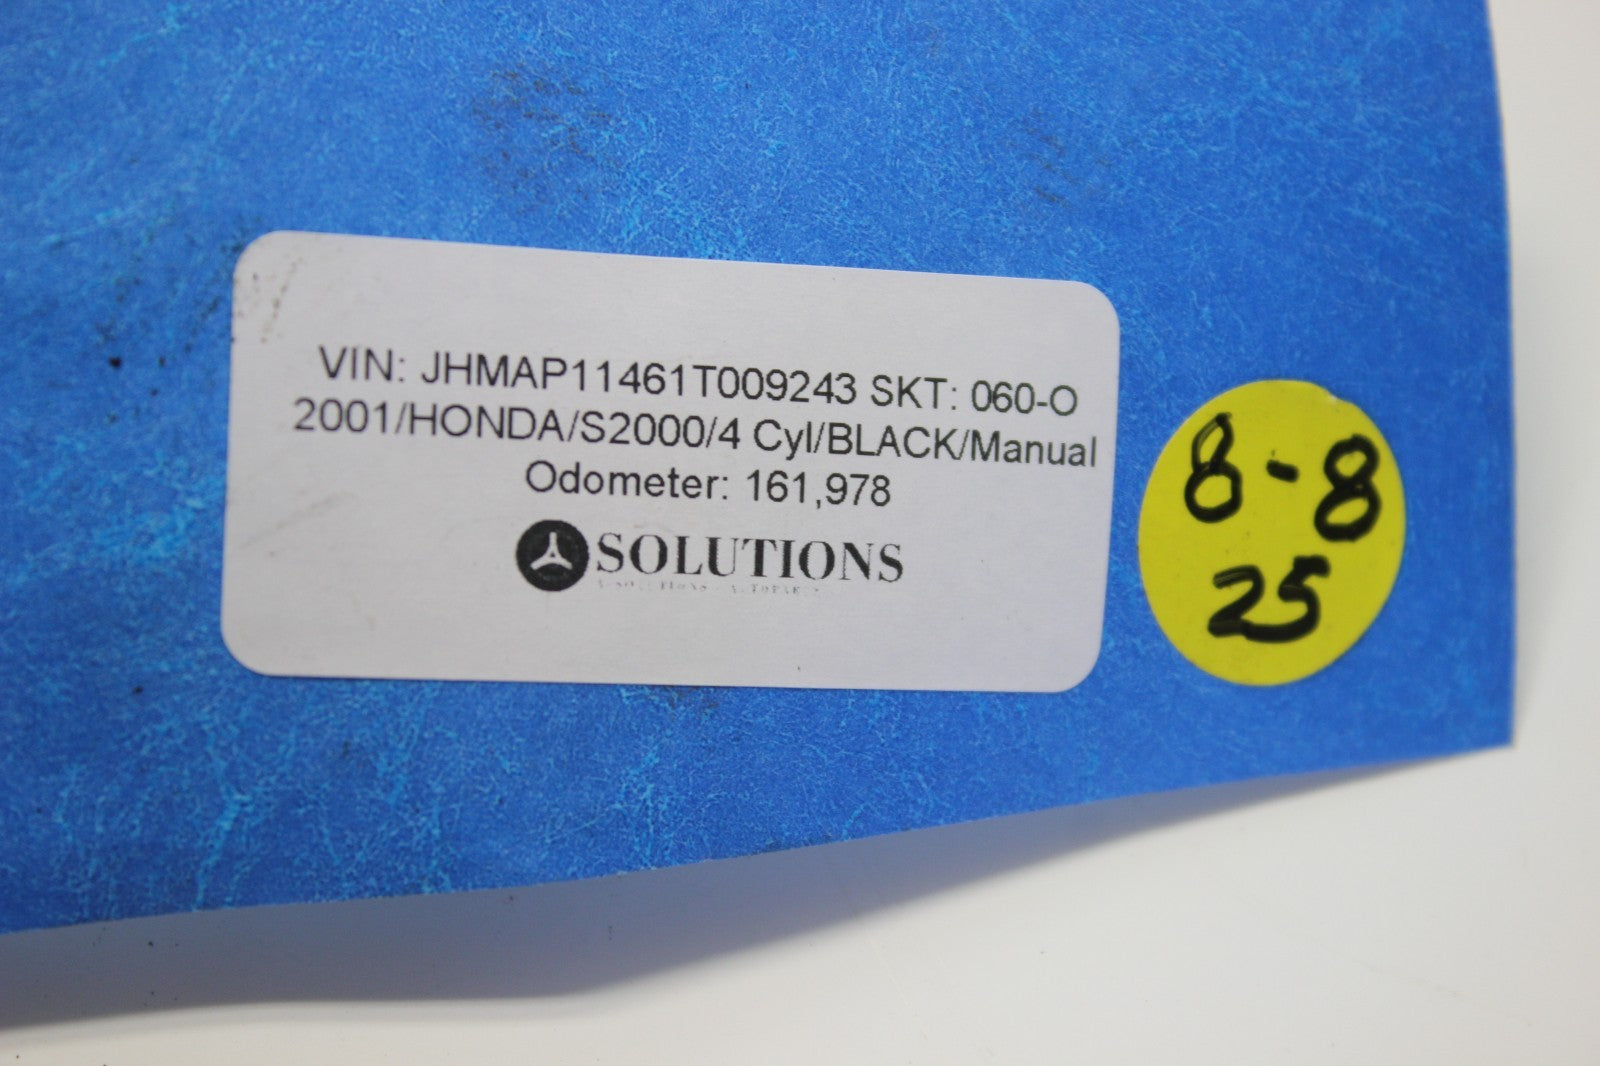 VIN: JHMAP11461T009243 SKT: 060-O
2001/HONDA/S2000/4 Cyl/BLACK/Manual
Odometer: 161,978
SOLUTIONS
8-8
25